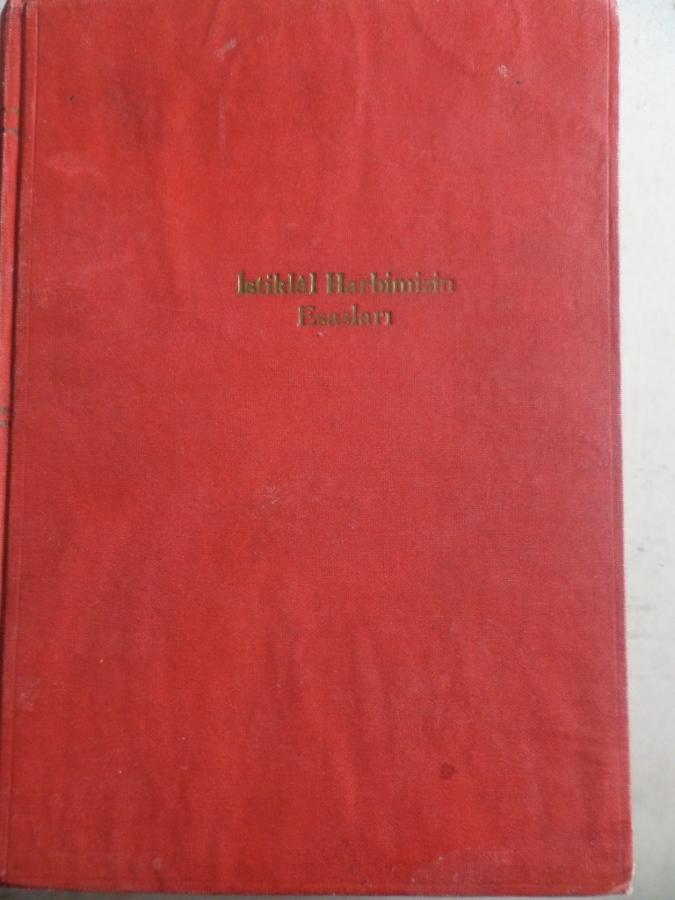 İstiklâl Harbimizin
Esasları